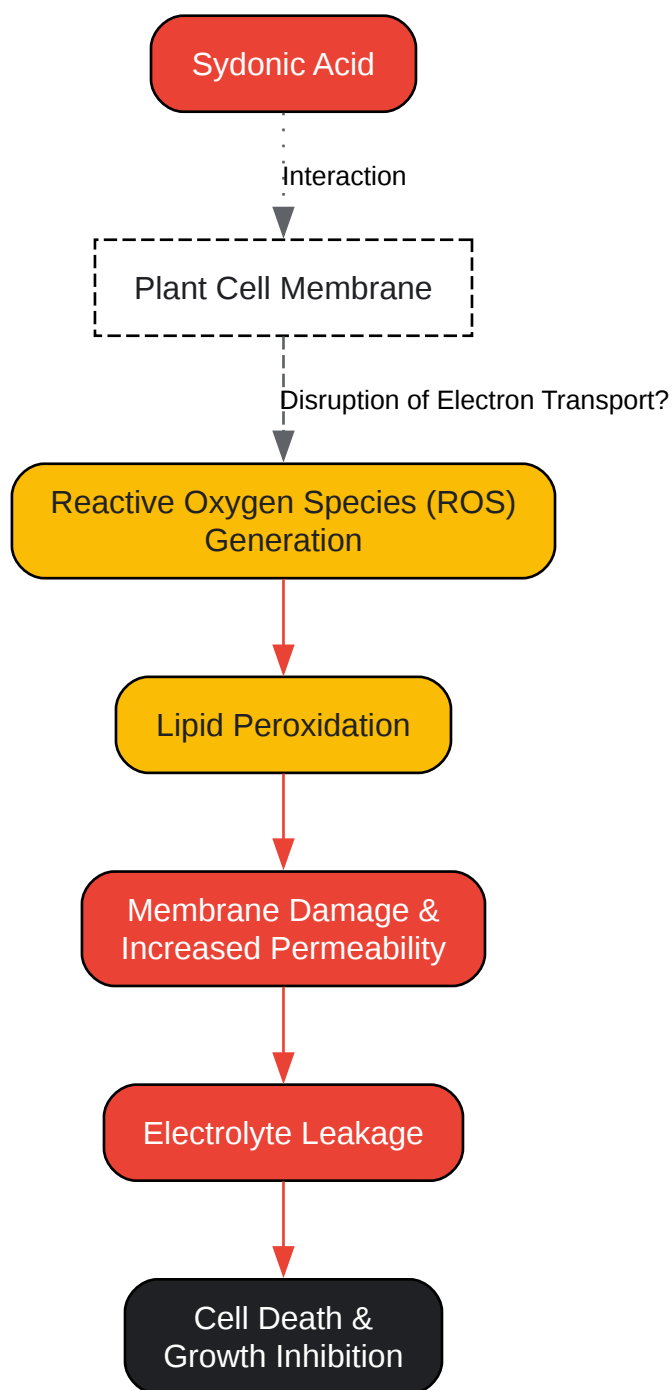 Sydonic Acid
Interaction
Plant Cell Membrane
Disruption of Electron Transport?
Reactive Oxygen Species (ROS)
Generation
Lipid Peroxidation
Membrane Damage &
Increased Permeability
Electrolyte Leakage
Cell Death &
Growth Inhibition